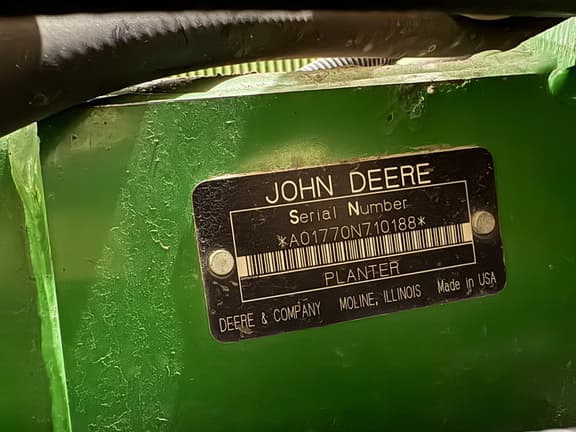 JOHN DEERE
Serial Number
*A01770N710188*
PLANTER
DEERE & COMPANY MOLINE, ILLINOIS Made in USA